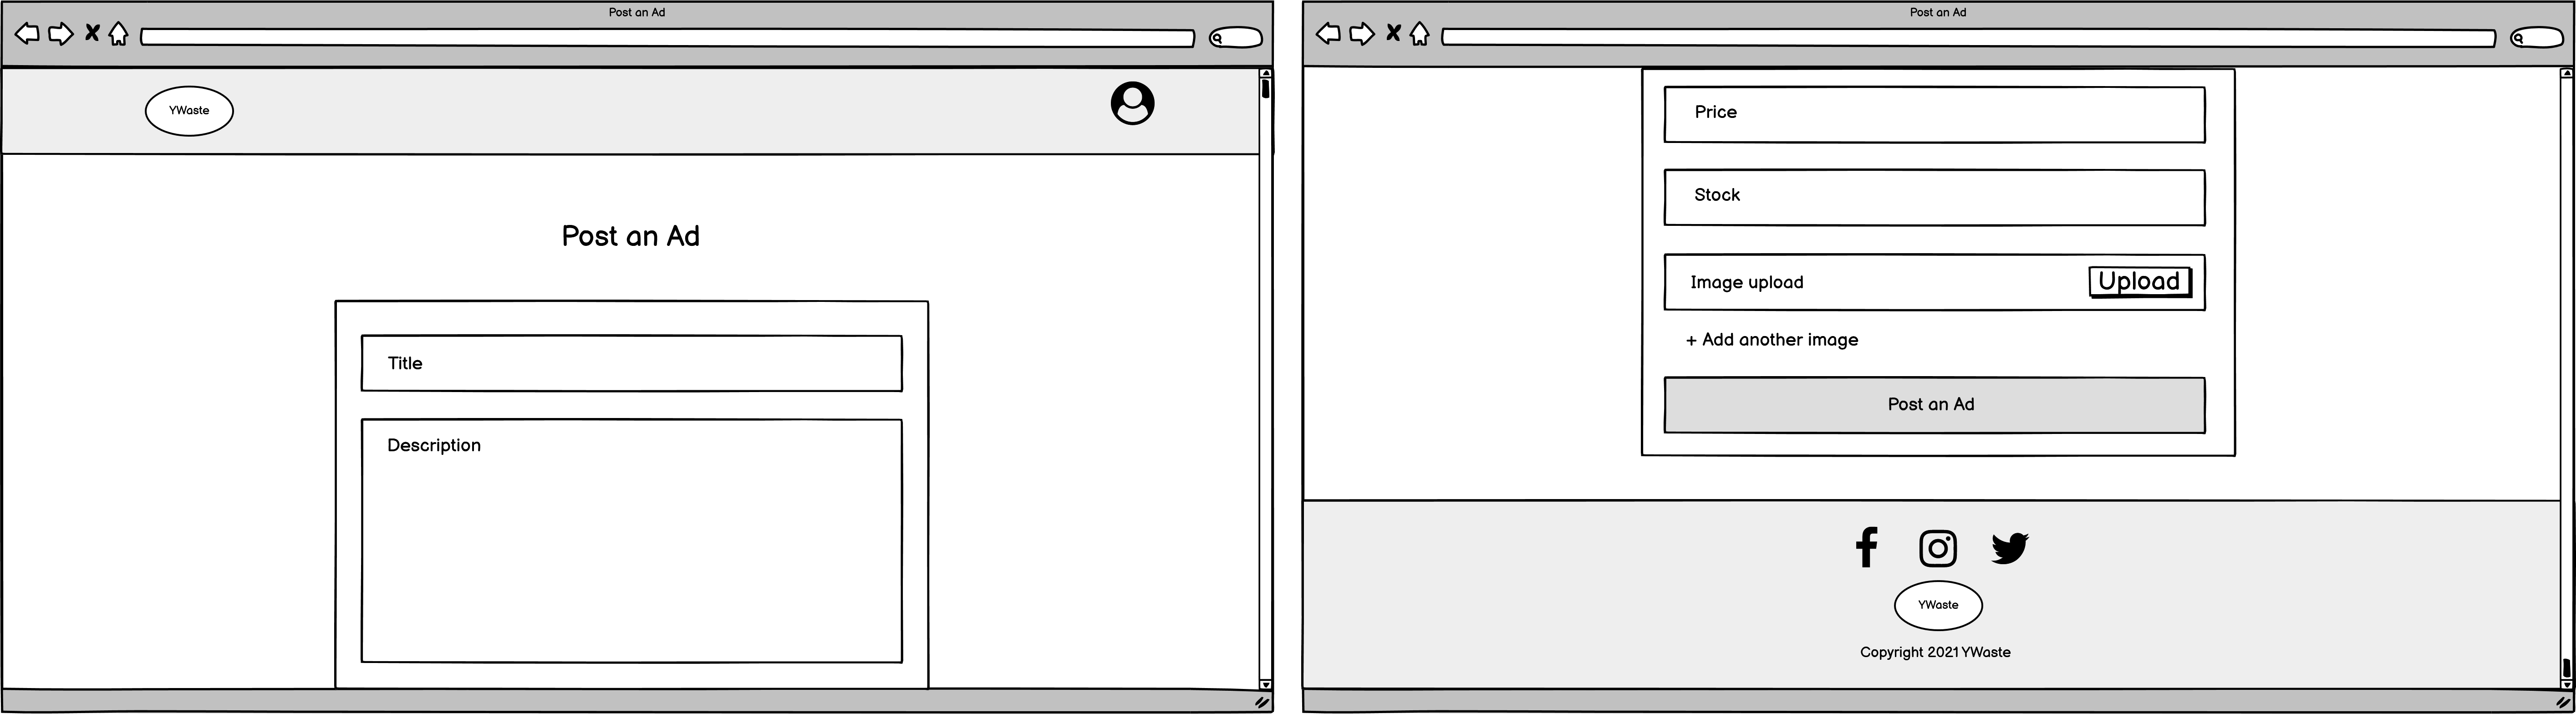 Post an Ad
YWaste
Post an Ad
Title
Description
Post an Ad
Price
Stock
Image upload
Upload
+ Add another image
Post an Ad
YWaste
Copyright 2021 YWaste